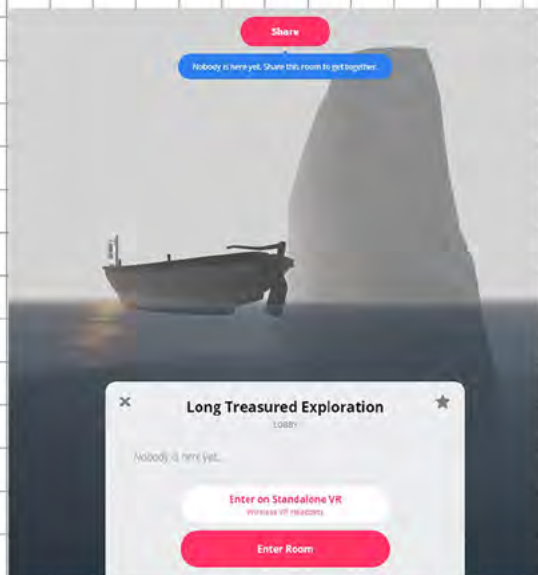 Share
Nobody is here yet. Share this room to get together.
Long Treasured Exploration
LOBBY
Nobody is here yet...
Enter on Standalone VR
Wireless VR Headsets
Enter Room